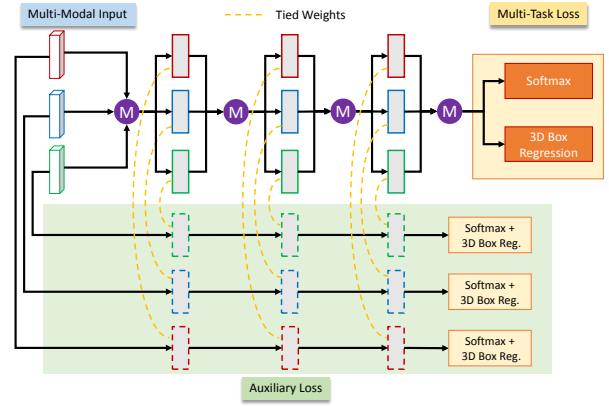 Multi-Modal Input
Tied Weights
Multi-Task Loss
M
M
M
M
Softmax
3D Box
Regression
Softmax +
3D Box Reg.
Softmax +
3D Box Reg.
Softmax +
3D Box Reg.
Auxiliary Loss